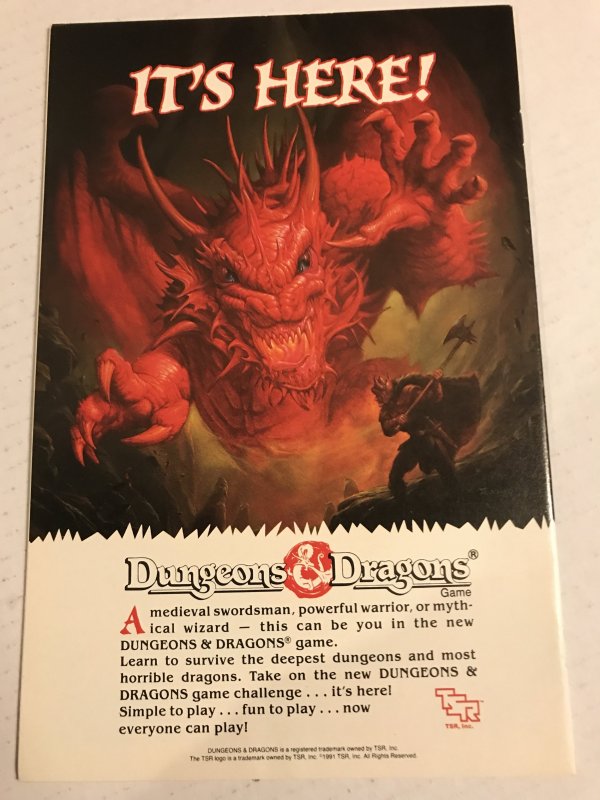 IT'S HERE!
Dungeons & Dragons®
Game
A medieval swordsman, powerful warrior, or myth-
ical wizard — this can be you in the new
DUNGEONS & DRAGONS® game.
Learn to survive the deepest dungeons and most
horrible dragons. Take on the new DUNGEONS &
DRAGONS game challenge . . . it's here!
Simple to play . . . fun to play . . . now
everyone can play!
TSR™
TSR, Inc.
DUNGEONS & DRAGONS is a registered trademark owned by TSR, Inc.
The TSR logo is a trademark owned by TSR, Inc. ©1991 TSR, Inc. All Rights Reserved.